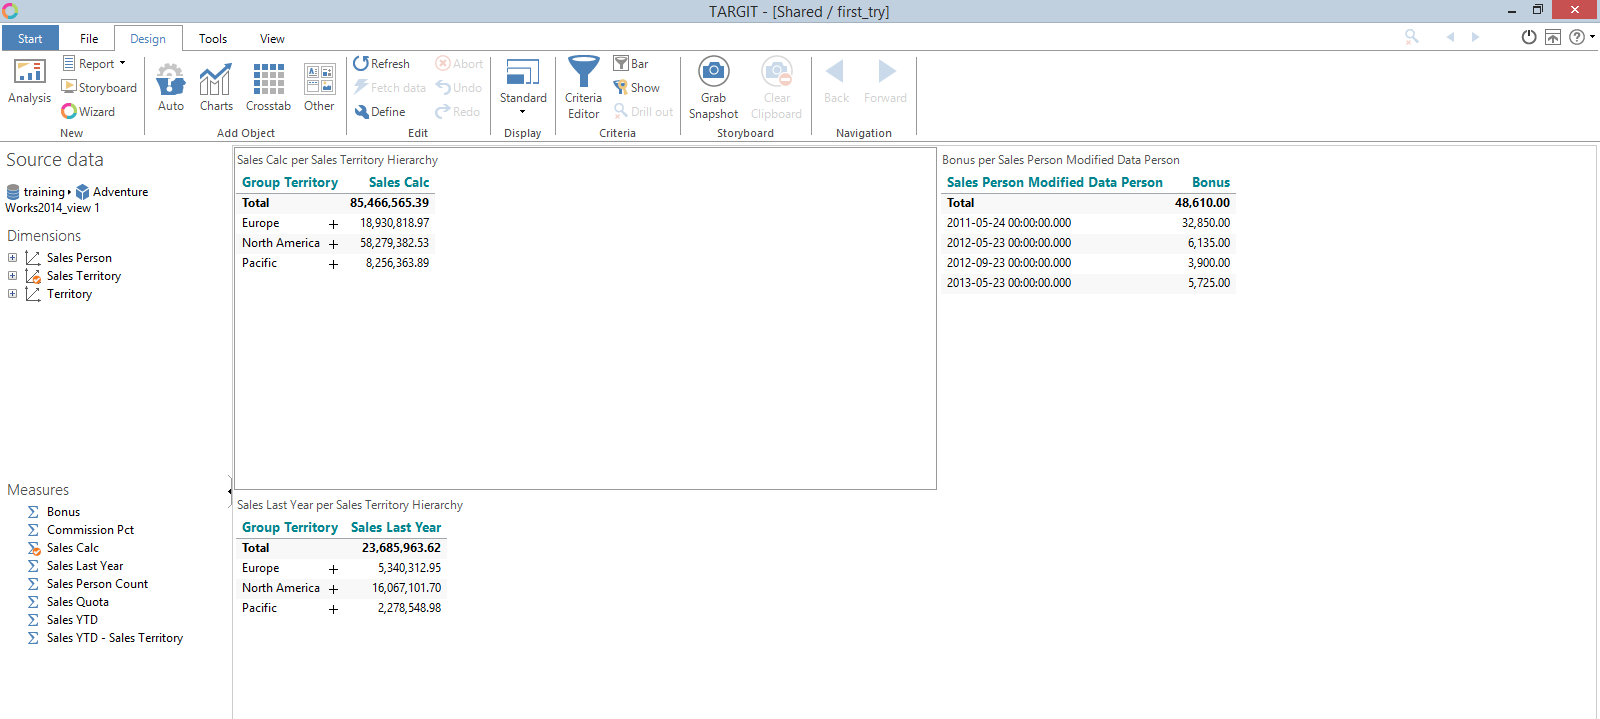 TARGIT - [Shared / first_try]
Start File Design Tools View
Analysis
Report
Storyboard
Wizard
New
Auto Charts Crosstab Other
Add Object
Refresh Abort
Fetch data Undo
Define Redo
Edit
Standard
Display
Criteria
Editor
Bar
Show
Drill out
Criteria
Grab
Snapshot
Clear
Clipboard
Storyboard
Back Forward
Navigation
Source data
training Adventure
Works2014_view 1
Dimensions
Sales Person
Sales Territory
Territory
Measures
Bonus
Commission Pct
Sales Calc
Sales Last Year
Sales Person Count
Sales Quota
Sales YTD
Sales YTD - Sales Territory
Sales Calc per Sales Territory Hierarchy
Group Territory Sales Calc
Total 85,466,565.39
Europe + 18,930,818.97
North America + 58,279,382.53
Pacific + 8,256,363.89
Sales Last Year per Sales Territory Hierarchy
Group Territory Sales Last Year
Total 23,685,963.62
Europe + 5,340,312.95
North America + 16,067,101.70
Pacific + 2,278,548.98
Bonus per Sales Person Modified Data Person
Sales Person Modified Data Person Bonus
Total 48,610.00
2011-05-24 00:00:00.000 32,850.00
2012-05-23 00:00:00.000 6,135.00
2012-09-23 00:00:00.000 3,900.00
2013-05-23 00:00:00.000 5,725.00